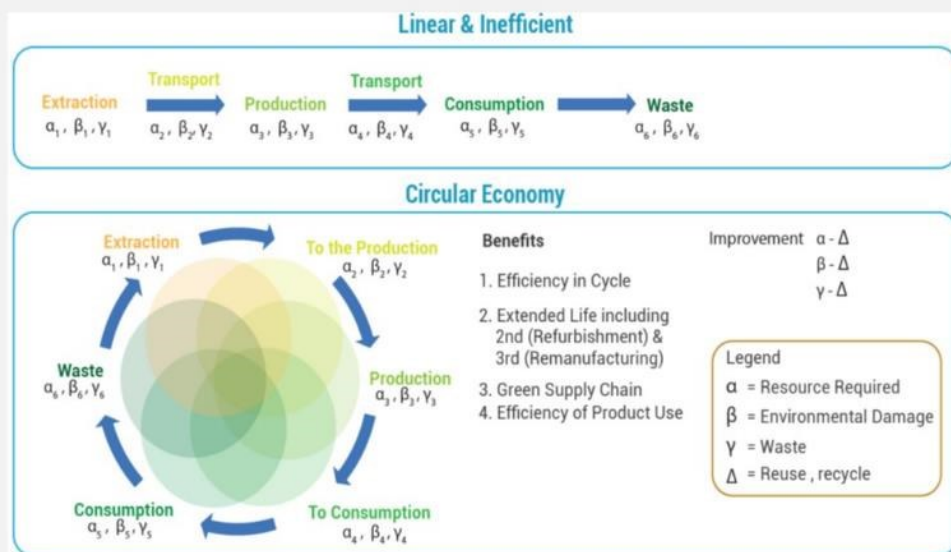 Linear & Inefficient
Transport
Transport
Extraction
Production
Consumption
Waste
α₁, β₁, γ₁
α₂, β₂, γ₂
α₃, β₃, γ₃
α₄, β₄, γ₄
α₅, β₅, γ₅
α₆, β₆, γ₆
Circular Economy
Extraction
α₁, β₁, γ₁
To the Production
α₂, β₂, γ₂
Production
α₃, β₃, γ₃
To Consumption
α₄, β₄, γ₄
Consumption
α₅, β₅, γ₅
Waste
α₆, β₆, γ₆
Benefits
1. Efficiency in Cycle
2. Extended Life including
2nd (Refurbishment) &
3rd (Remanufacturing)
3. Green Supply Chain
4. Efficiency of Product Use
Improvement α - Δ
β - Δ
γ - Δ
Legend
α = Resource Required
β = Environmental Damage
γ = Waste
Δ = Reuse , recycle